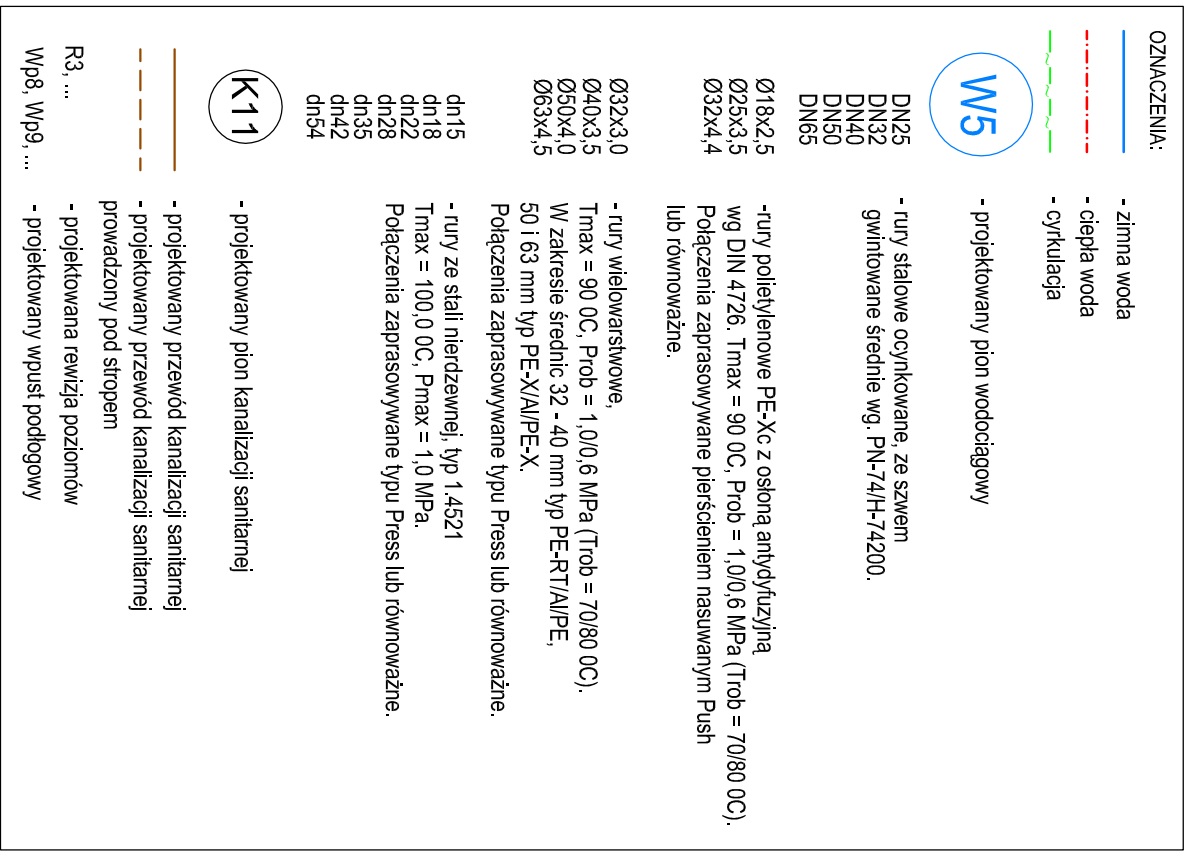 OZNACZENIA:
- zimna woda
- ciepła woda
- cyrkulacja
W5
- projektowany pion wodociągowy
DN25
DN32
DN40
DN50
DN65
- rury stalowe ocynkowane, ze szwem
gwintowane średnie wg. PN-74/H-74200.
Ø18x2,5
Ø25x3,5
Ø32x4,4
-rury polietylenowe PE-Xc z osłoną antydyfuzyjną
wg DIN 4726. Tmax = 90 0C, Prob = 1,0/0,6 MPa (Trob = 70/80 0C).
Połączenia zaprasowywane pierścieniem nasuwanym Push
lub równoważne.
Ø32x3,0
Ø40x3,5
Ø50x4,0
Ø63x4,5
- rury wielowarstwowe,
Tmax = 90 0C, Prob = 1,0/0,6 MPa (Trob = 70/80 0C).
W zakresie średnic 32 - 40 mm typ PE-RT/Al/PE,
50 i 63 mm typ PE-X/Al/PE-X.
Połączenia zaprasowywane typu Press lub równoważne.
dn15
dn18
dn22
dn28
dn35
dn42
dn54
- rury ze stali nierdzewnej, typ 1.4521
Tmax = 100,0 0C, Pmax = 1,0 MPa.
Połączenia zaprasowywane typu Press lub równoważne.
K11
- projektowany pion kanalizacji sanitarnej
- projektowany przewód kanalizacji sanitarnej
- projektowany przewód kanalizacji sanitarnej
prowadzony pod stropem
R3, ...
- projektowana rewizja poziomów
Wp8, Wp9, ...
- projektowany wpust podłogowy